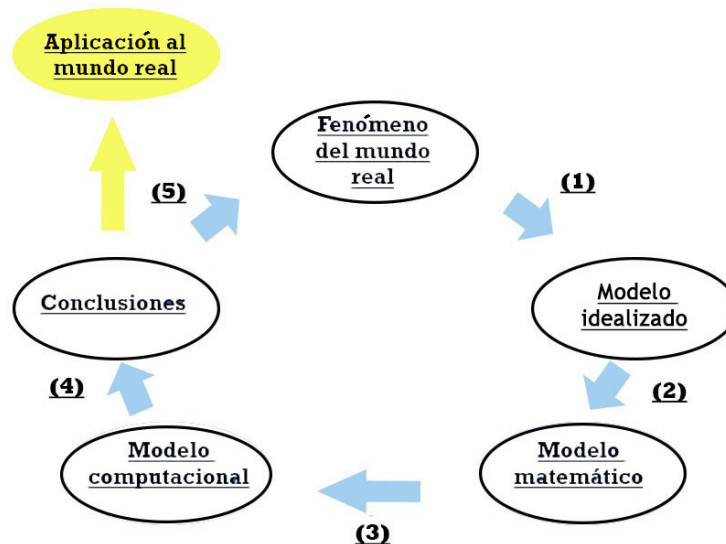 Aplicación al
mundo real
Fenómeno
del mundo
real
(5)
(1)
Conclusiones
Modelo
idealizado
(4)
(2)
Modelo
computacional
Modelo
matemático
(3)